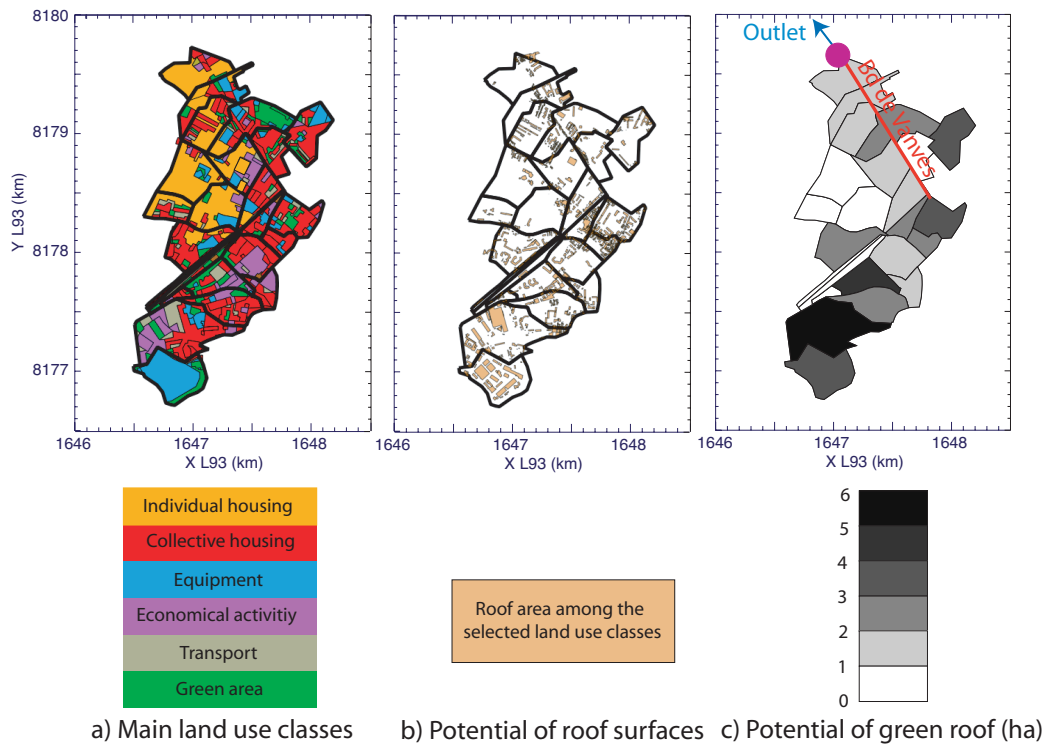 8180
8179
8178
8177
Y L93 (km)
1646
1647
1648
X L93 (km)
1646
1647
1648
X L93 (km)
Outlet
Bd de Vanves
1646
1647
1648
X L93 (km)
Individual housing
Collective housing
Equipment
Economical activitiy
Transport
Green area
Roof area among the
selected land use classes
6
5
4
3
2
1
0
a) Main land use classes
b) Potential of roof surfaces
c) Potential of green roof (ha)